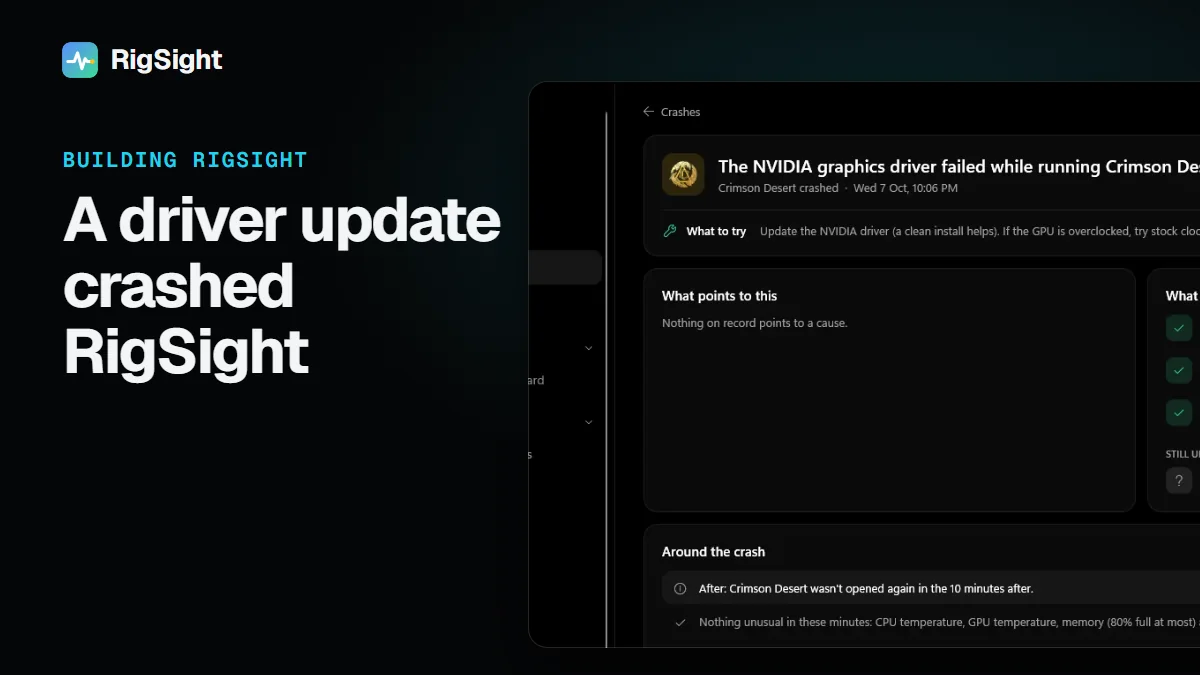 RigSight
BUILDING RIGSIGHT
A driver update
crashed
RigSight
Crashes
The NVIDIA graphics driver failed while running Crimson De
Crimson Desert crashed · Wed 7 Oct, 10:06 PM
What to try Update the NVIDIA driver (a clean install helps). If the GPU is overclocked, try stock cloc
What points to this
Nothing on record points to a cause.
What
ard
s
STILL U
?
Around the crash
After: Crimson Desert wasn't opened again in the 10 minutes after.
Nothing unusual in these minutes: CPU temperature, GPU temperature, memory (80% full at most)